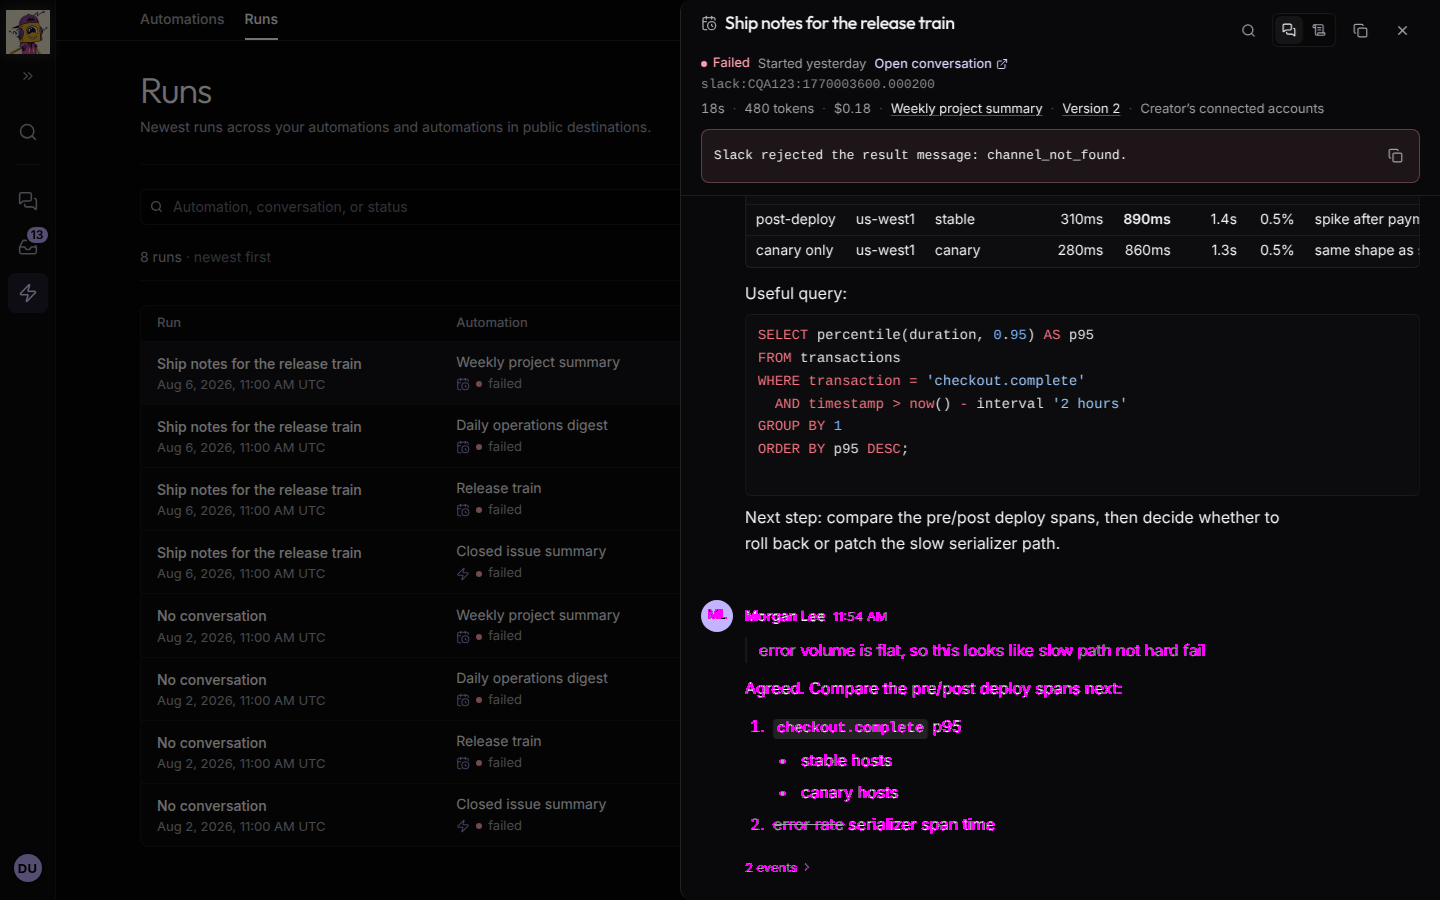 Automations Runs
Runs
Newest runs across your automations and automations in public destinations.
13
Automation, conversation, or status
8 runs · newest first
Run Automation
Ship notes for the release train Weekly project summary
Aug 6, 2026, 11:00 AM UTC failed
Ship notes for the release train Daily operations digest
Aug 6, 2026, 11:00 AM UTC failed
Ship notes for the release train Release train
Aug 6, 2026, 11:00 AM UTC failed
Ship notes for the release train Closed issue summary
Aug 6, 2026, 11:00 AM UTC failed
No conversation Weekly project summary
Aug 2, 2026, 11:00 AM UTC failed
No conversation Daily operations digest
Aug 2, 2026, 11:00 AM UTC failed
No conversation Release train
Aug 2, 2026, 11:00 AM UTC failed
No conversation Closed issue summary
Aug 2, 2026, 11:00 AM UTC failed
DU
Ship notes for the release train
Failed Started yesterday Open conversation
slack:CQA123:1770003600.000200
18s · 480 tokens · $0.18 · Weekly project summary · Version 2 · Creator's connected accounts
Slack rejected the result message: channel_not_found.
post-deploy us-west1 stable 310ms 890ms 1.4s 0.5% spike after paym
canary only us-west1 canary 280ms 860ms 1.3s 0.5% same shape as
Useful query:
SELECT percentile(duration, 0.95) AS p95
FROM transactions
WHERE transaction = 'checkout.complete'
AND timestamp > now() - interval '2 hours'
GROUP BY 1
ORDER BY p95 DESC;
Next step: compare the pre/post deploy spans, then decide whether to
roll back or patch the slow serializer path.
ML Morgan Lee 11:54 AM
error volume is flat, so this looks like slow path not hard fail
Agreed. Compare the pre/post deploy spans next:
1. checkout.complete p95
• stable hosts
• canary hosts
2. error rate serializer span time
2 events